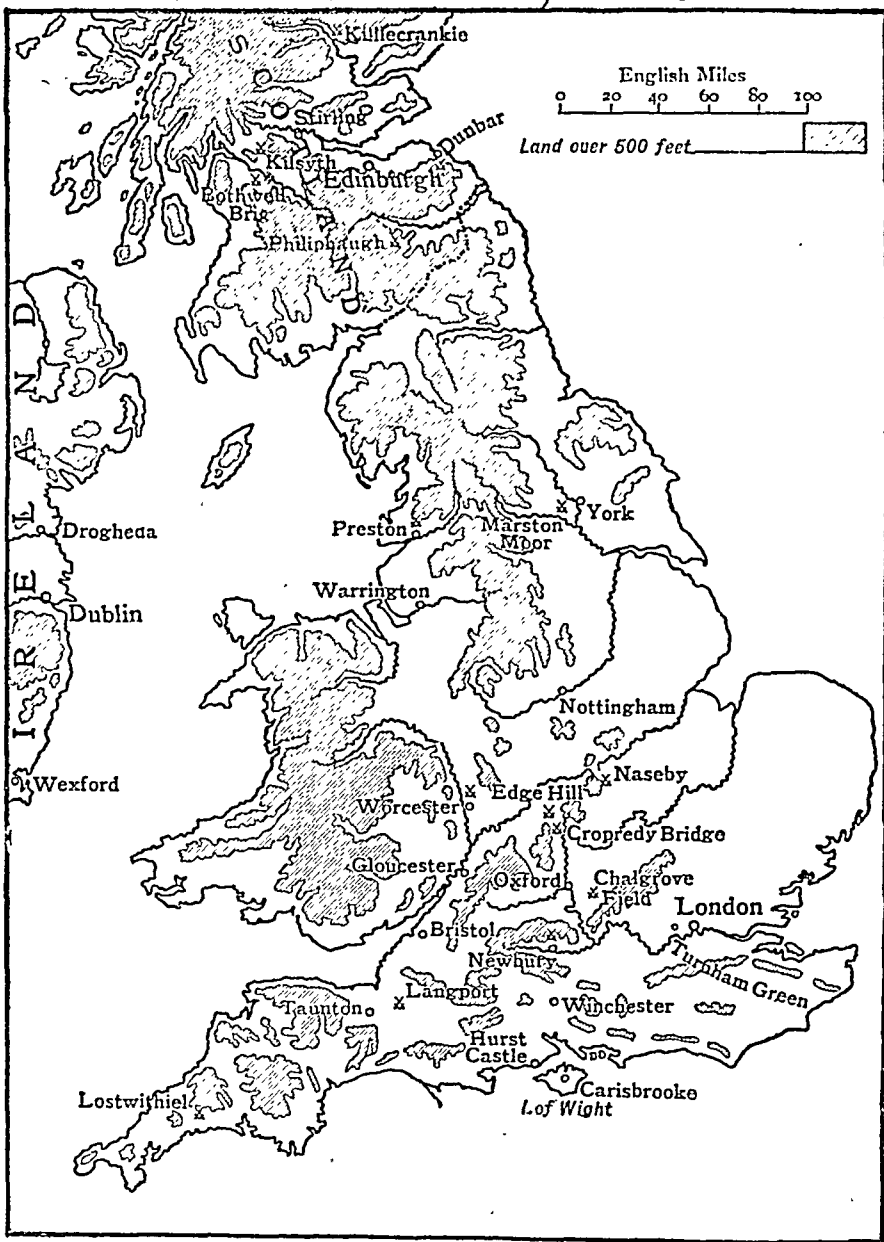 Killecrankie
SCOTLAND
English Miles
0 20 40 60 80 100
Land over 500 feet
Stirling
Dunbar
Kilsyth
Edinburgh
Bothwell
Brig
Philiphaugh
IRELAND
Drogheda
Dublin
Wexford
Preston
Marston
Moor
York
Warrington
Nottingham
Naseby
Edge Hill
Worcester
Cropredy Bridge
Gloucester
Oxford
Chalgrove
Field
London
Bristol
Newbury
Turnham Green
Taunton
Langport
Winchester
Hurst
Castle
Carisbrooke
I. of Wight
Lostwithiel